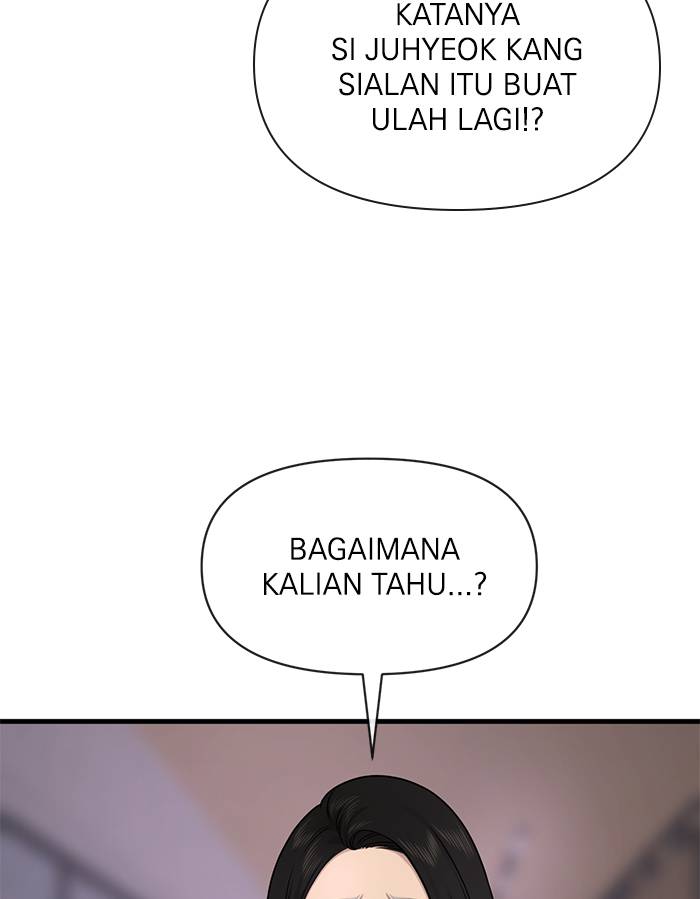 KATANYA
SI JUHYEOK KANG
SIALAN ITU BUAT
ULAH LAGI!?
BAGAIMANA
KALIAN TAHU...?